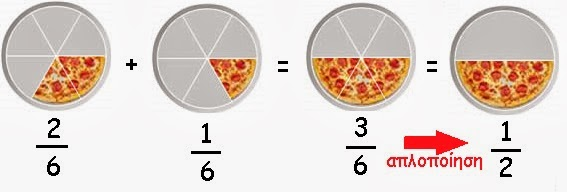 + = =
2/6 1/6 3/6 απλοποίηση 1/2